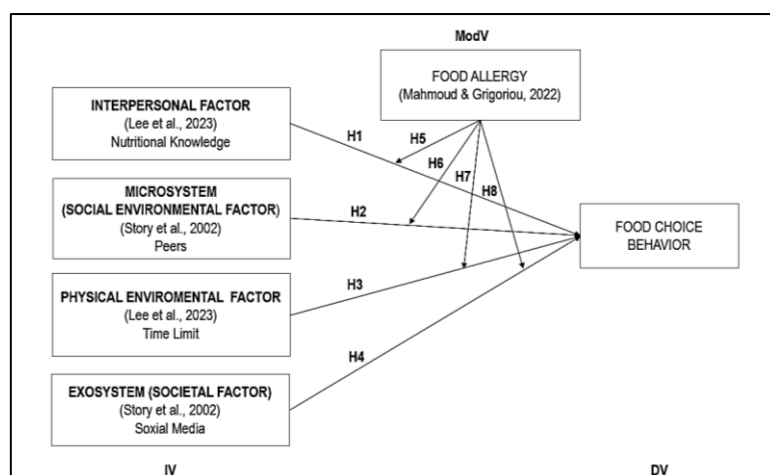 ModV
FOOD ALLERGY
(Mahmoud & Grigoriou, 2022)
INTERPERSONAL FACTOR
(Lee et al., 2023)
Nutritional Knowledge
H1
H5
H6
H7
H8
MICROSYSTEM
(SOCIAL ENVIRONMENTAL FACTOR)
(Story et al., 2002)
Peers
H2
FOOD CHOICE
BEHAVIOR
PHYSICAL ENVIROMENTAL FACTOR
(Lee et al., 2023)
Time Limit
H3
H4
EXOSYSTEM (SOCIETAL FACTOR)
(Story et al., 2002)
Soxial Media
IV
DV